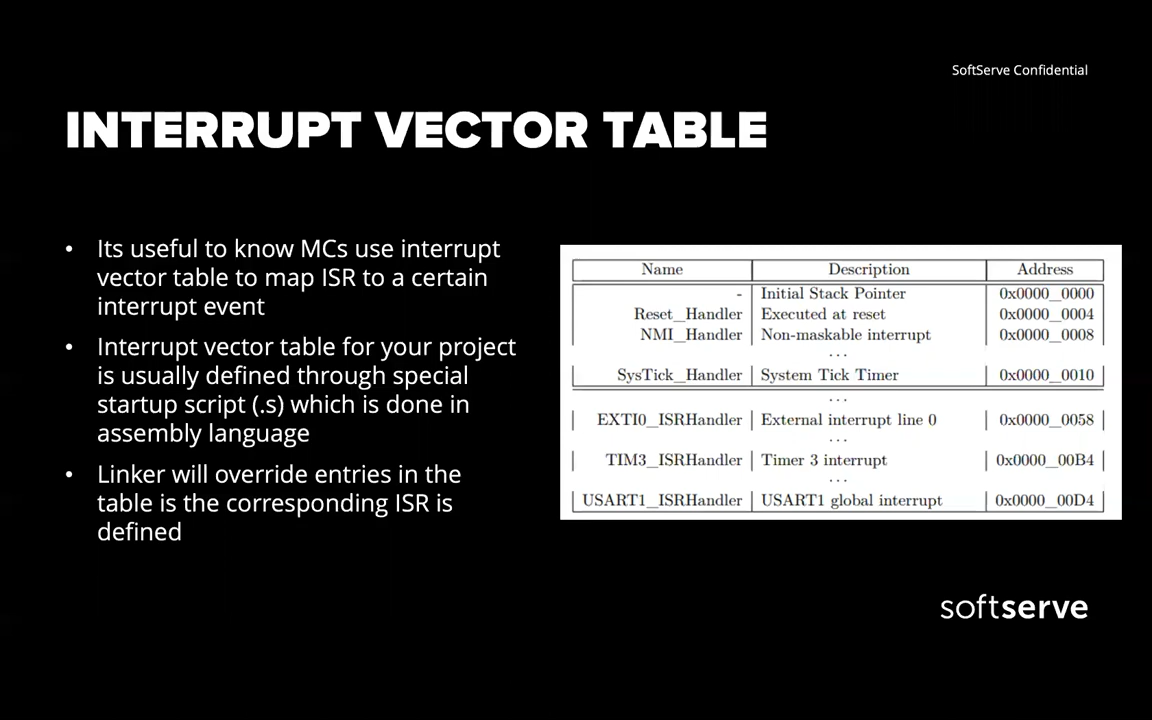 SoftServe Confidential
INTERRUPT VECTOR TABLE
• Its useful to know MCs use interrupt
vector table to map ISR to a certain
interrupt event
• Interrupt vector table for your project
is usually defined through special
startup script (.s) which is done in
assembly language
• Linker will override entries in the
table is the corresponding ISR is
defined
Name Description Address
- Initial Stack Pointer 0x0000_0000
Reset_Handler Executed at reset 0x0000_0004
NMI_Handler Non-maskable interrupt 0x0000_0008
...
SysTick_Handler System Tick Timer 0x0000_0010
...
EXTI0_ISRHandler External interrupt line 0 0x0000_0058
...
TIM3_ISRHandler Timer 3 interrupt 0x0000_00B4
...
USART1_ISRHandler USART1 global interrupt 0x0000_00D4
softserve